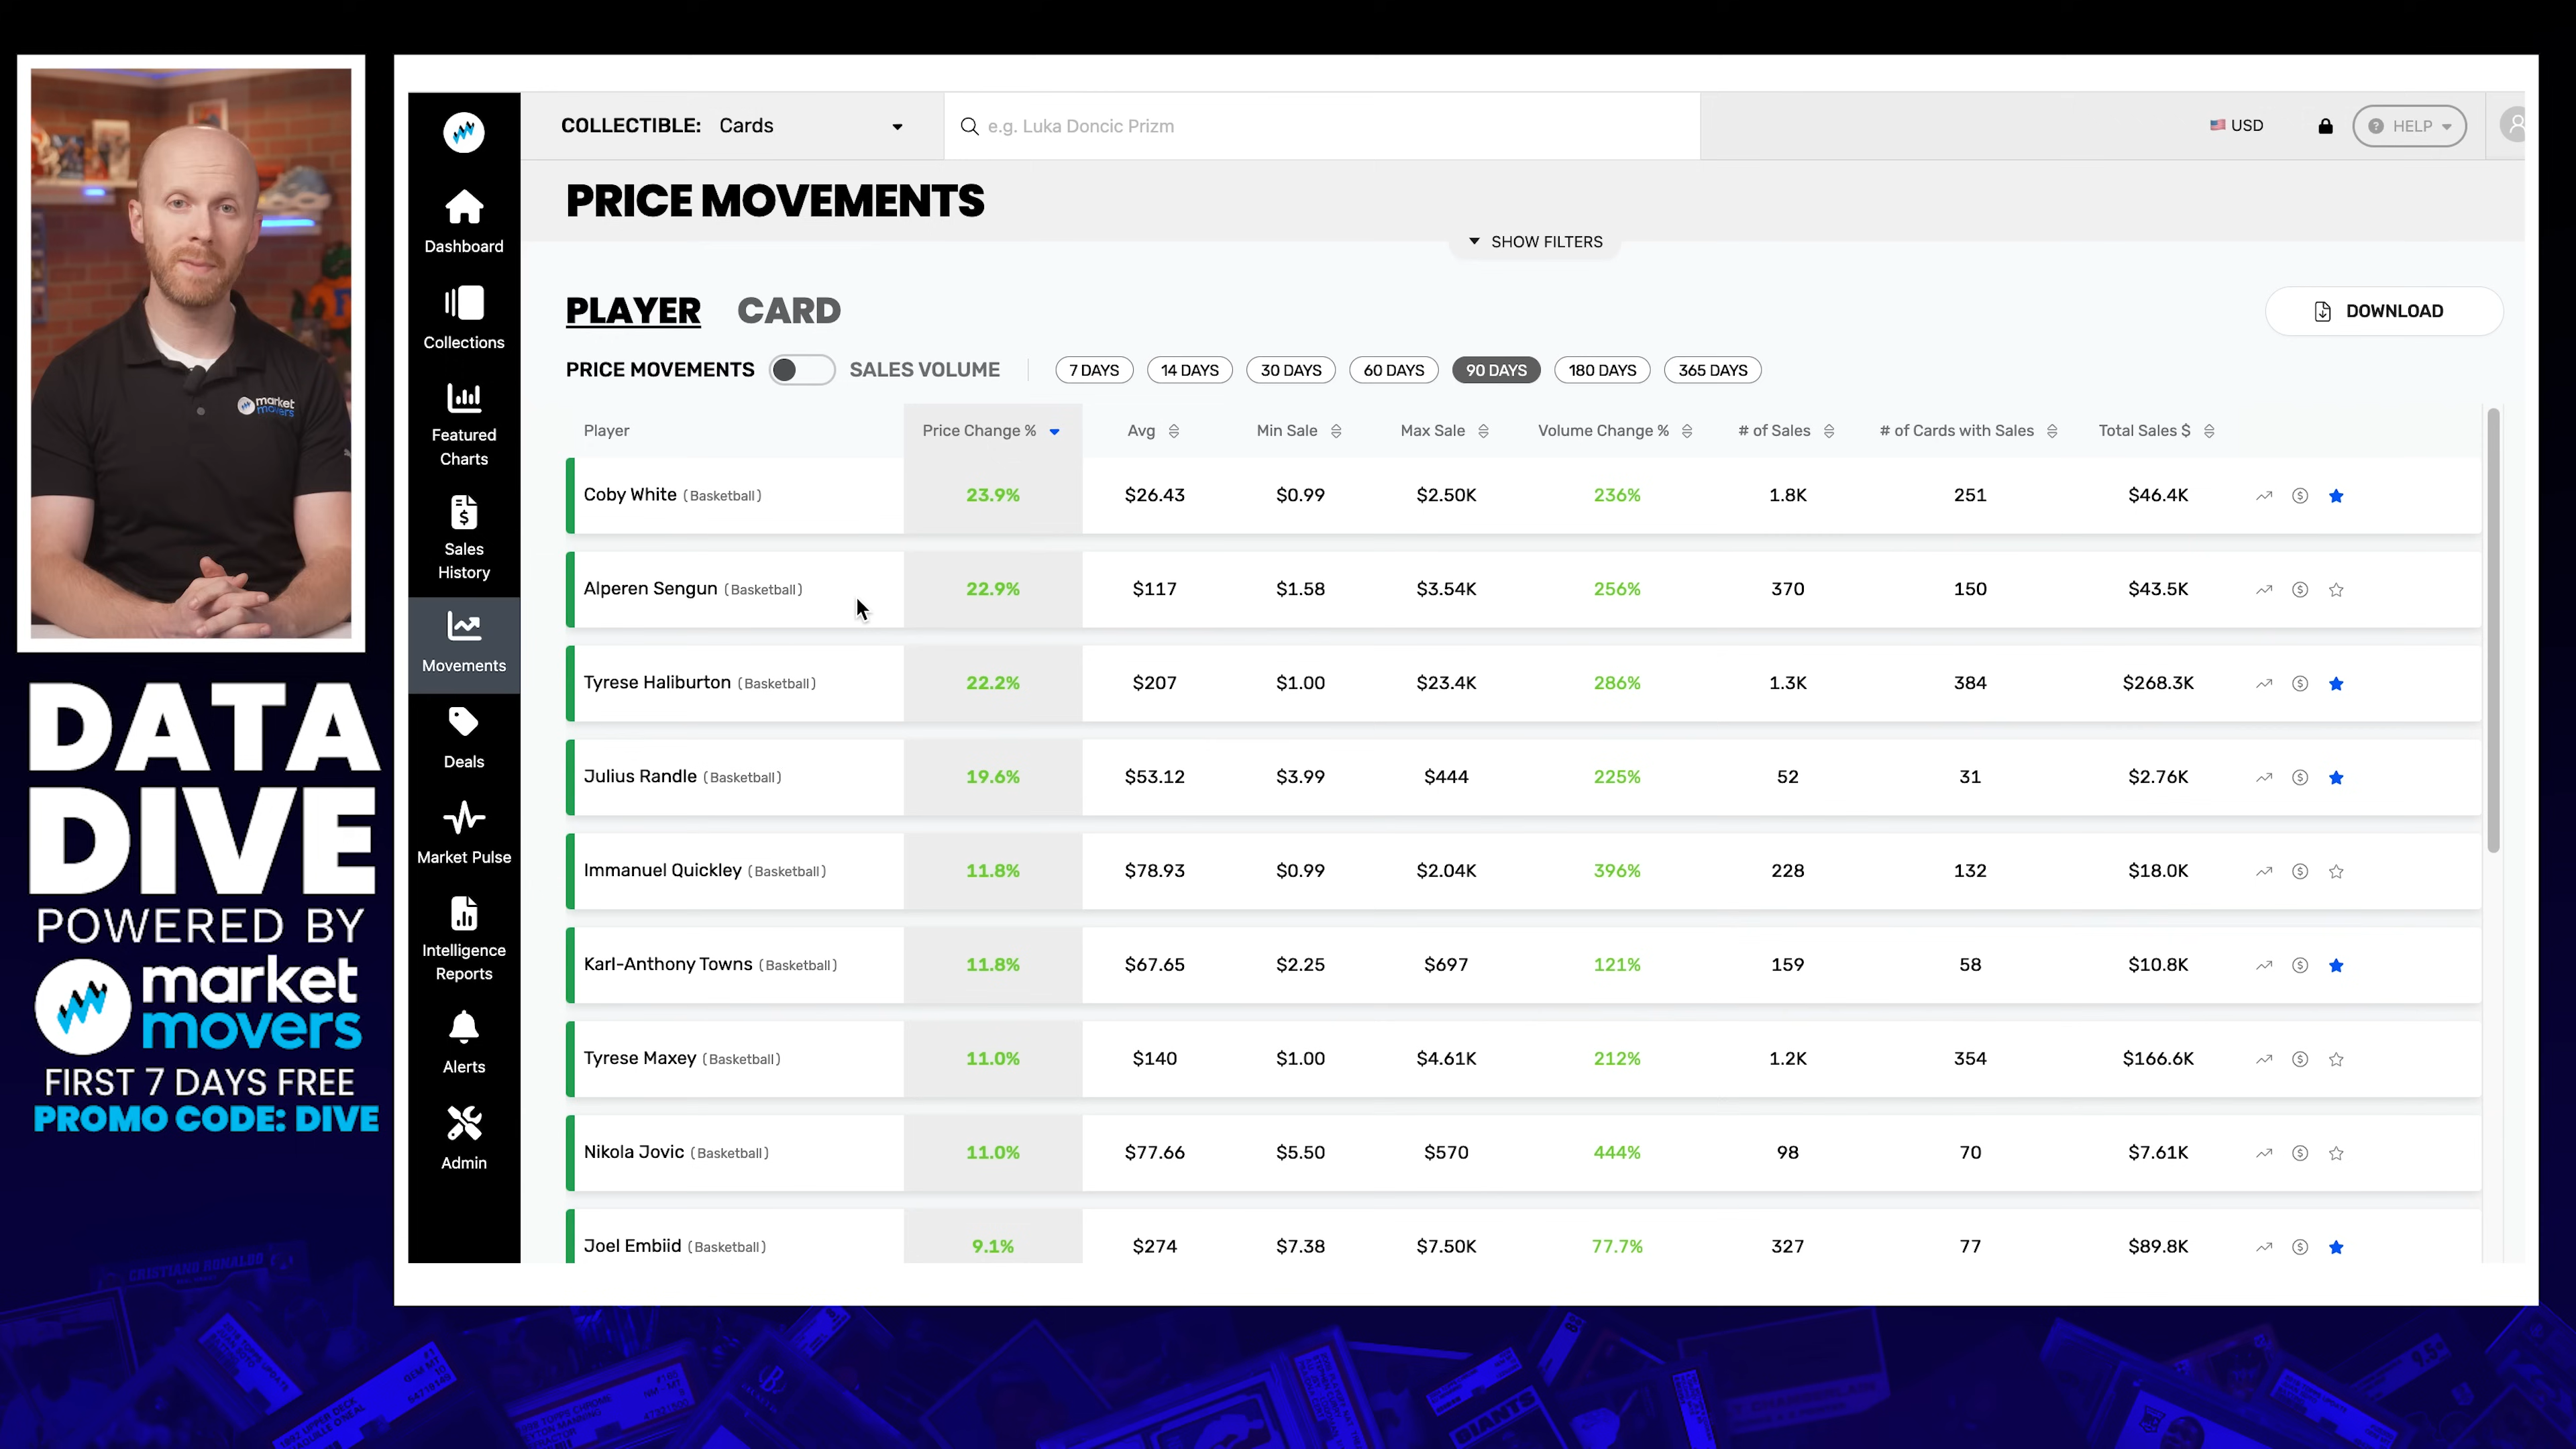 COLLECTIBLE: Cards
e.g. Luka Doncic Prizm
USD
HELP
PRICE MOVEMENTS
SHOW FILTERS
PLAYER CARD
DOWNLOAD
PRICE MOVEMENTS SALES VOLUME 7 DAYS 14 DAYS 30 DAYS 60 DAYS 90 DAYS 180 DAYS 365 DAYS
Player Price Change % Avg Min Sale Max Sale Volume Change % # of Sales # of Cards with Sales Total Sales $
Coby White (Basketball) 23.9% $26.43 $0.99 $2.50K 236% 1.8K 251 $46.4K
Alperen Sengun (Basketball) 22.9% $117 $1.58 $3.54K 256% 370 150 $43.5K
Tyrese Haliburton (Basketball) 22.2% $207 $1.00 $23.4K 286% 1.3K 384 $268.3K
Julius Randle (Basketball) 19.6% $53.12 $3.99 $444 225% 52 31 $2.76K
Immanuel Quickley (Basketball) 11.8% $78.93 $0.99 $2.04K 396% 228 132 $18.0K
Karl-Anthony Towns (Basketball) 11.8% $67.65 $2.25 $697 121% 159 58 $10.8K
Tyrese Maxey (Basketball) 11.0% $140 $1.00 $4.61K 212% 1.2K 354 $166.6K
Nikola Jovic (Basketball) 11.0% $77.66 $5.50 $570 444% 98 70 $7.61K
Joel Embiid (Basketball) 9.1% $274 $7.38 $7.50K 77.7% 327 77 $89.8K
Dashboard
Collections
Featured
Charts
Sales
History
Movements
Deals
Market Pulse
Intelligence
Reports
Alerts
Admin
market
movers
DATA
DIVE
POWERED BY
market
movers
FIRST 7 DAYS FREE
PROMO CODE: DIVE
CRISTIANO RONALDO
GIANTS